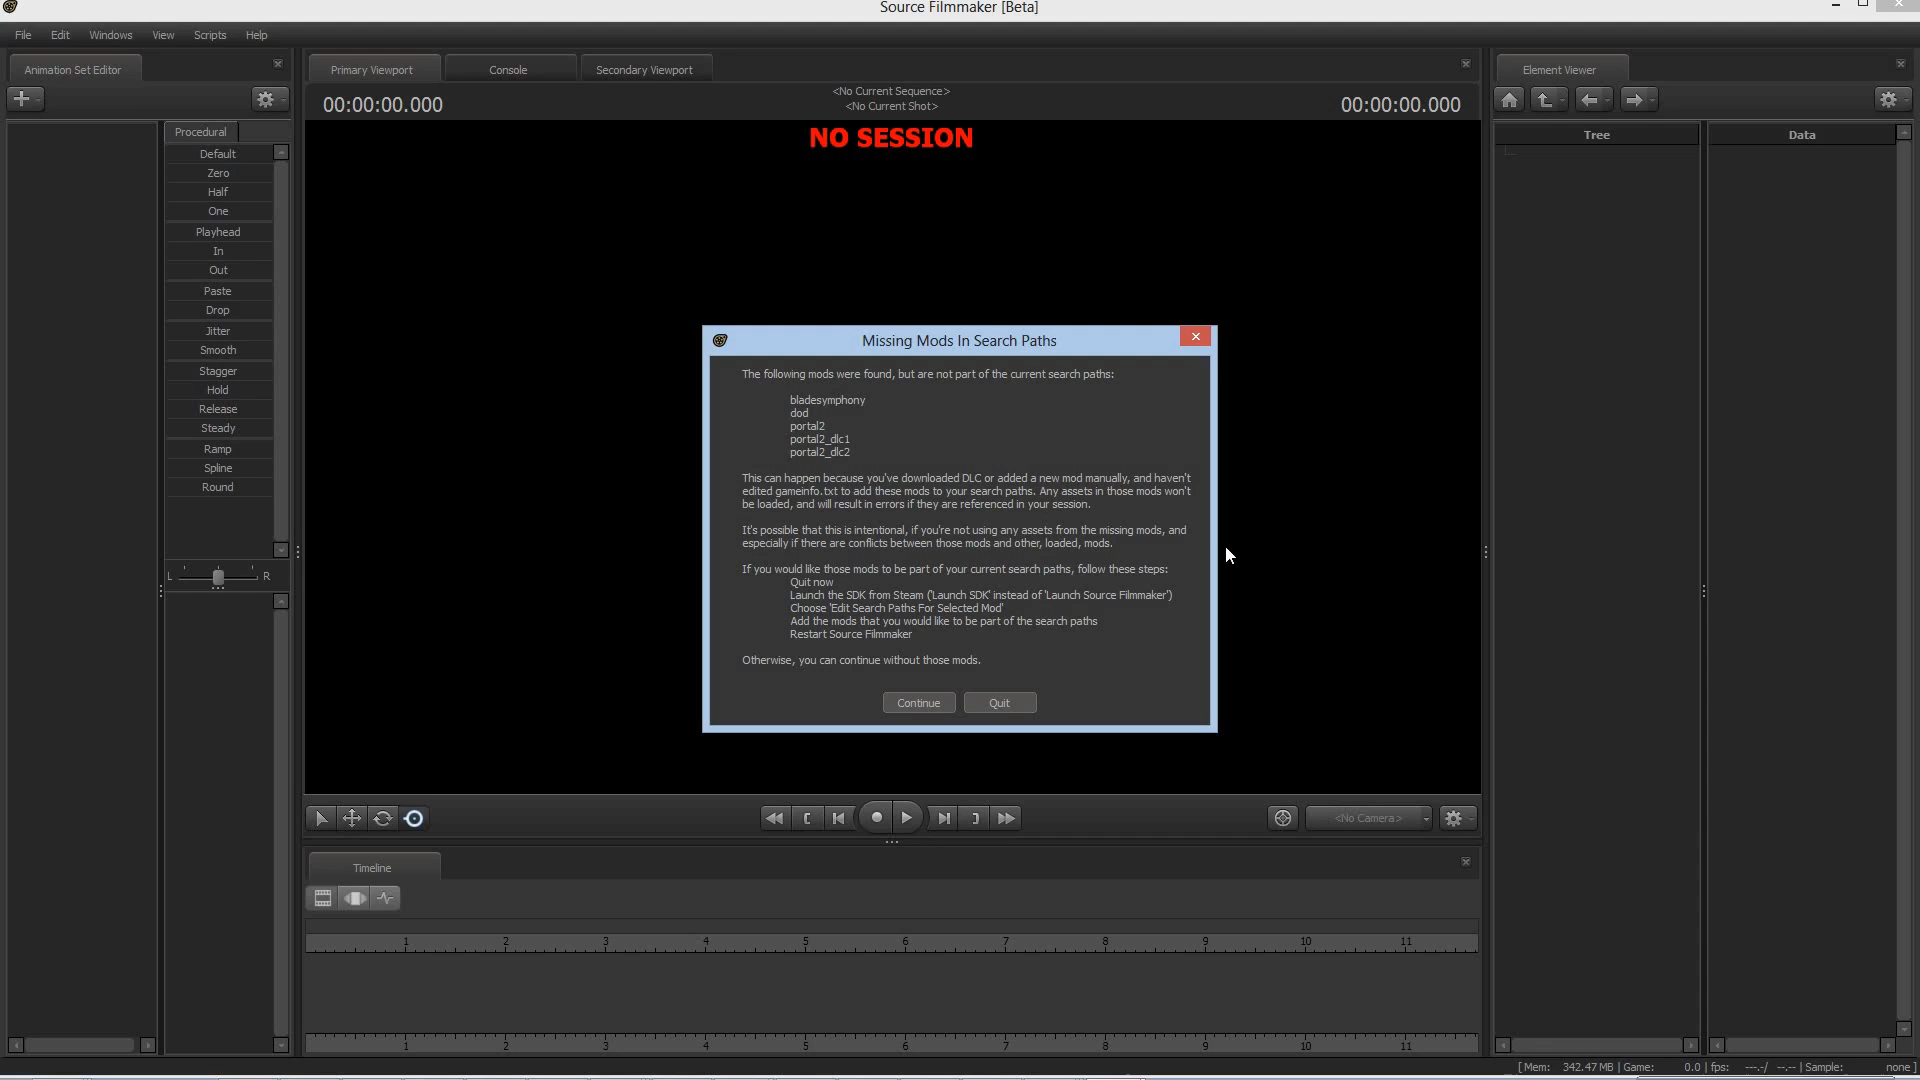 Source Filmmaker [Beta]
File Edit Windows View Scripts Help
Animation Set Editor
Primary Viewport Console Secondary Viewport
Element Viewer
00:00:00.000
<No Current Sequence>
<No Current Shot>
00:00:00.000
NO SESSION
Procedural
Default
Zero
Half
One
Playhead
In
Out
Paste
Drop
Jitter
Smooth
Stagger
Hold
Release
Steady
Ramp
Spline
Round
L R
Tree Data
Missing Mods In Search Paths
The following mods were found, but are not part of the current search paths:
bladesymphony
dod
portal2
portal2_dlc1
portal2_dlc2
This can happen because you've downloaded DLC or added a new mod manually, and haven't
edited gameinfo.txt to add these mods to your search paths. Any assets in those mods won't
be loaded, and will result in errors if they are referenced in your session.
It's possible that this is intentional, if you're not using any assets from the missing mods, and
especially if there are conflicts between those mods and other, loaded, mods.
If you would like those mods to be part of your current search paths, follow these steps:
Quit now
Launch the SDK from Steam ('Launch SDK' instead of 'Launch Source Filmmaker')
Choose 'Edit Search Paths For Selected Mod'
Add the mods that you would like to be part of the search paths
Restart Source Filmmaker
Otherwise, you can continue without those mods.
Continue Quit
<No Camera>
Timeline
1 2 3 4 5 6 7 8 9 10 11
1 2 3 4 5 6 7 8 9 10 11
[ Mem: 342.47 MB | Game: 0.0 | fps: ---.-/ --.-- | Sample: none ]